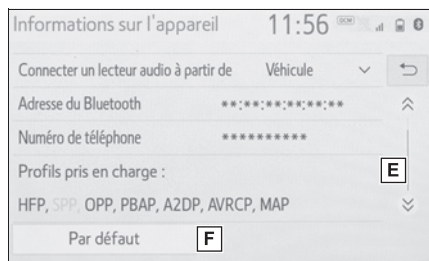 Informations sur l'appareil 11:56 DCM
Connecter un lecteur audio à partir de Véhicule
Adresse du Bluetooth **:**:**:**:**:**
Numéro de téléphone **********
Profils pris en charge :
E
HFP, SPP, OPP, PBAP, A2DP, AVRCP, MAP
Par défaut F